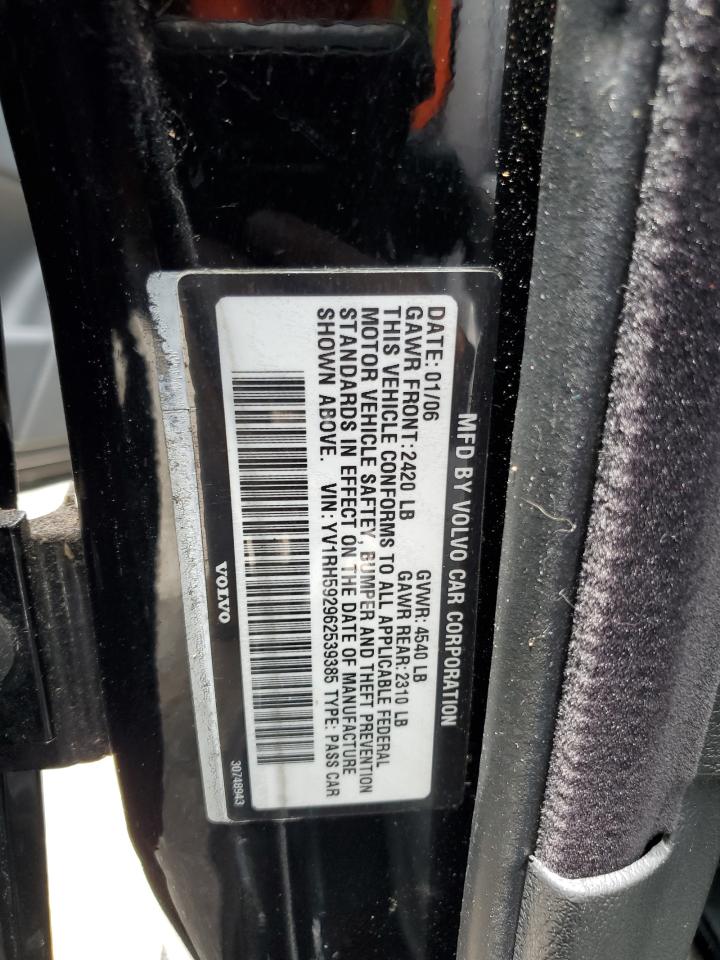 MFD BY VOLVO CAR CORPORATION
DATE: 01/06 GVWR: 4540 LB
GAWR FRONT: 2420 LB GAWR REAR: 2310 LB
THIS VEHICLE CONFORMS TO ALL APPLICABLE FEDERAL
MOTOR VEHICLE SAFTEY, BUMPER AND THEFT PREVENTION
STANDARDS IN EFFECT ON THE DATE OF MANUFACTURE
SHOWN ABOVE. VIN: YV1RH592962539385 TYPE: PASS CAR
VOLVO
30748943